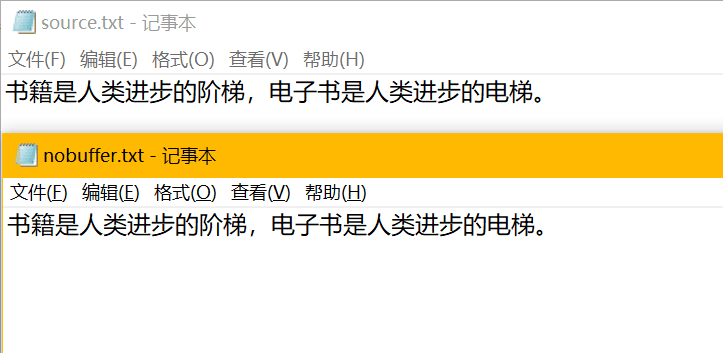 source.txt - 记事本
文件(F) 编辑(E) 格式(O) 查看(V) 帮助(H)
书籍是人类进步的阶梯，电子书是人类进步的电梯。
nobuffer.txt - 记事本
文件(F) 编辑(E) 格式(O) 查看(V) 帮助(H)
书籍是人类进步的阶梯，电子书是人类进步的电梯。